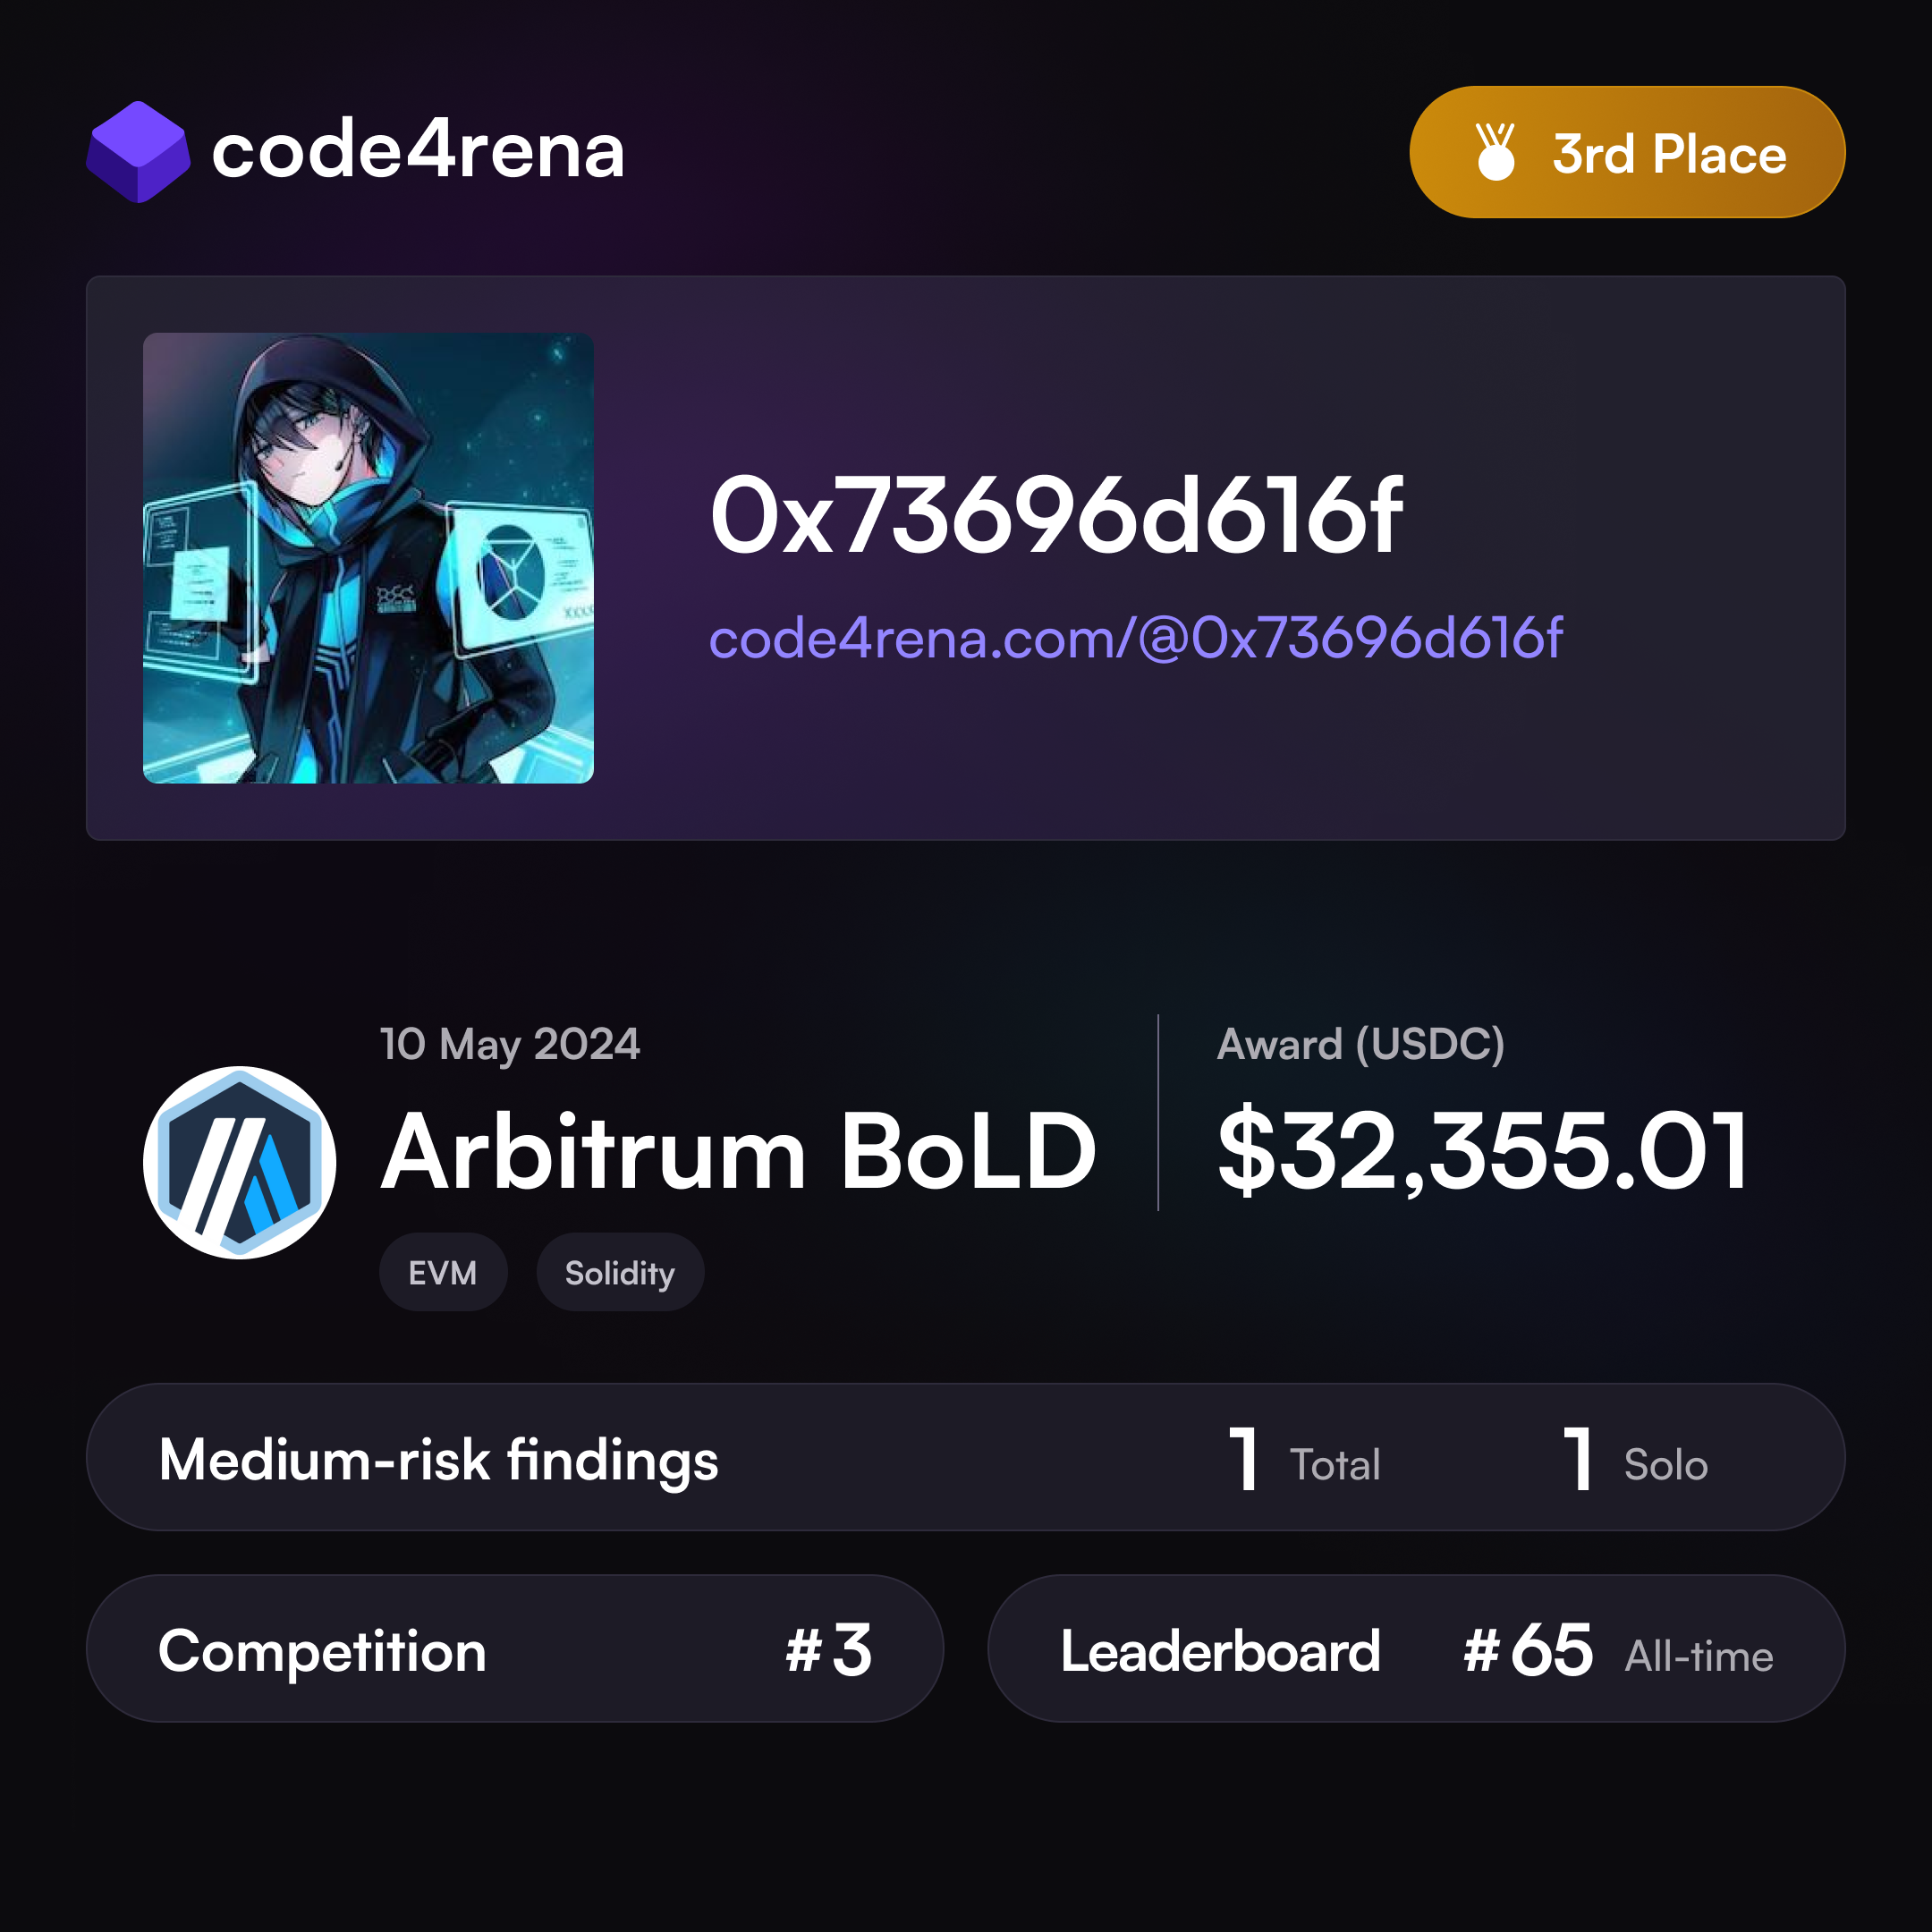 code4rena
3rd Place
0x73696d616f
code4rena.com/@0x73696d616f
10 May 2024
Arbitrum BoLD
EVM
Solidity
Award (USDC)
$32,355.01
Medium-risk findings
1 Total
1 Solo
Competition
#3
Leaderboard
#65 All-time